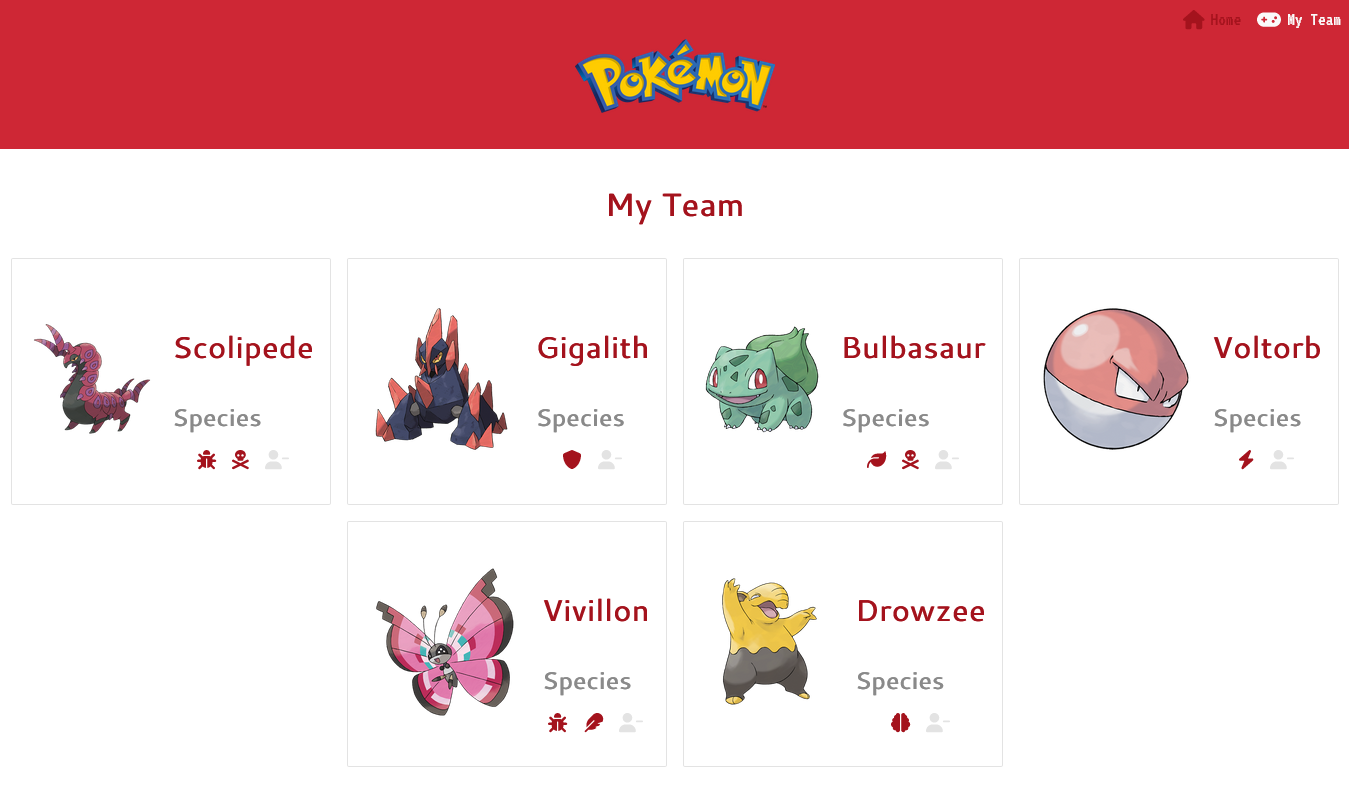 Home My Team
POKéMON
My Team
Scolipede
Species
Gigalith
Species
Bulbasaur
Species
Voltorb
Species
Vivillon
Species
Drowzee
Species